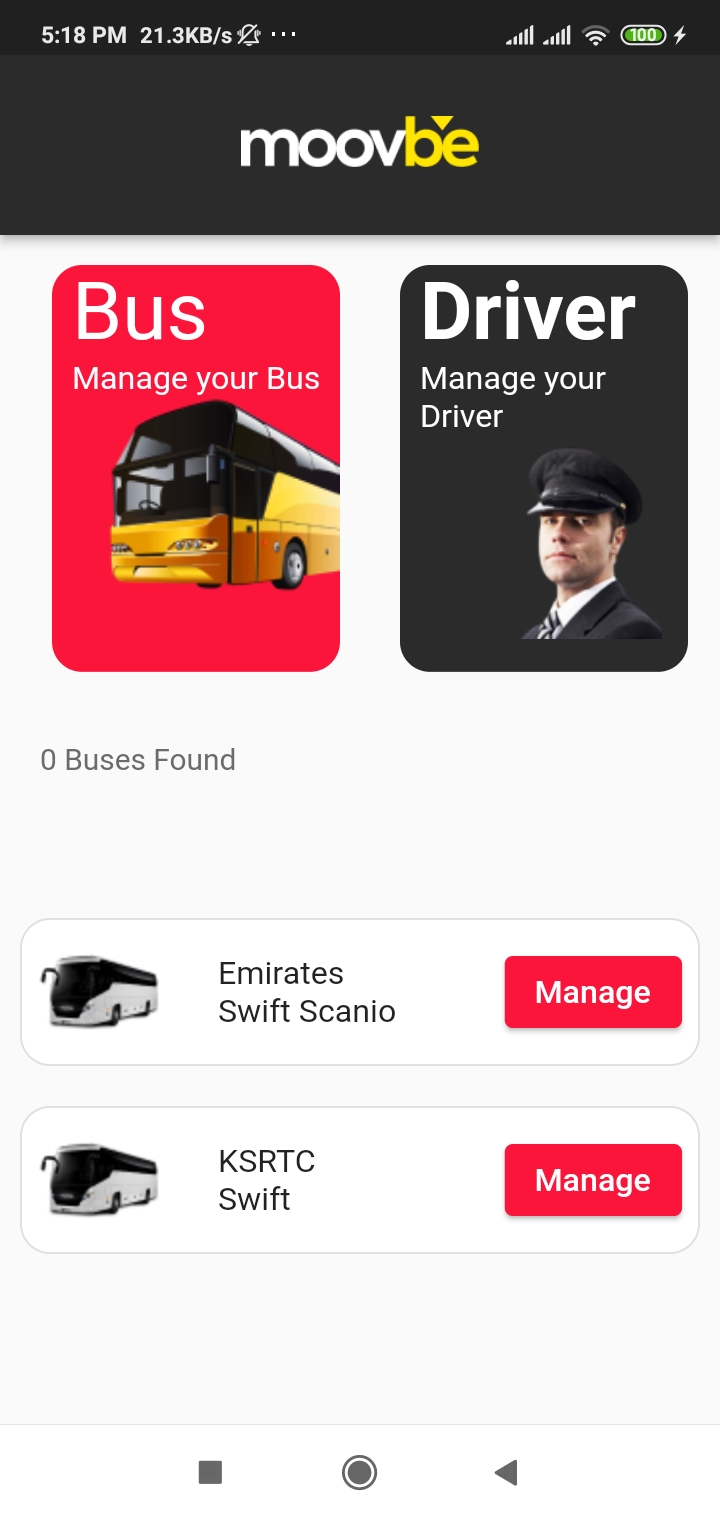 5:18 PM 21.3KB/s ...
100
moovbe
Bus
Manage your Bus
Driver
Manage your
Driver
0 Buses Found
Emirates
Swift Scanio
Manage
KSRTC
Swift
Manage